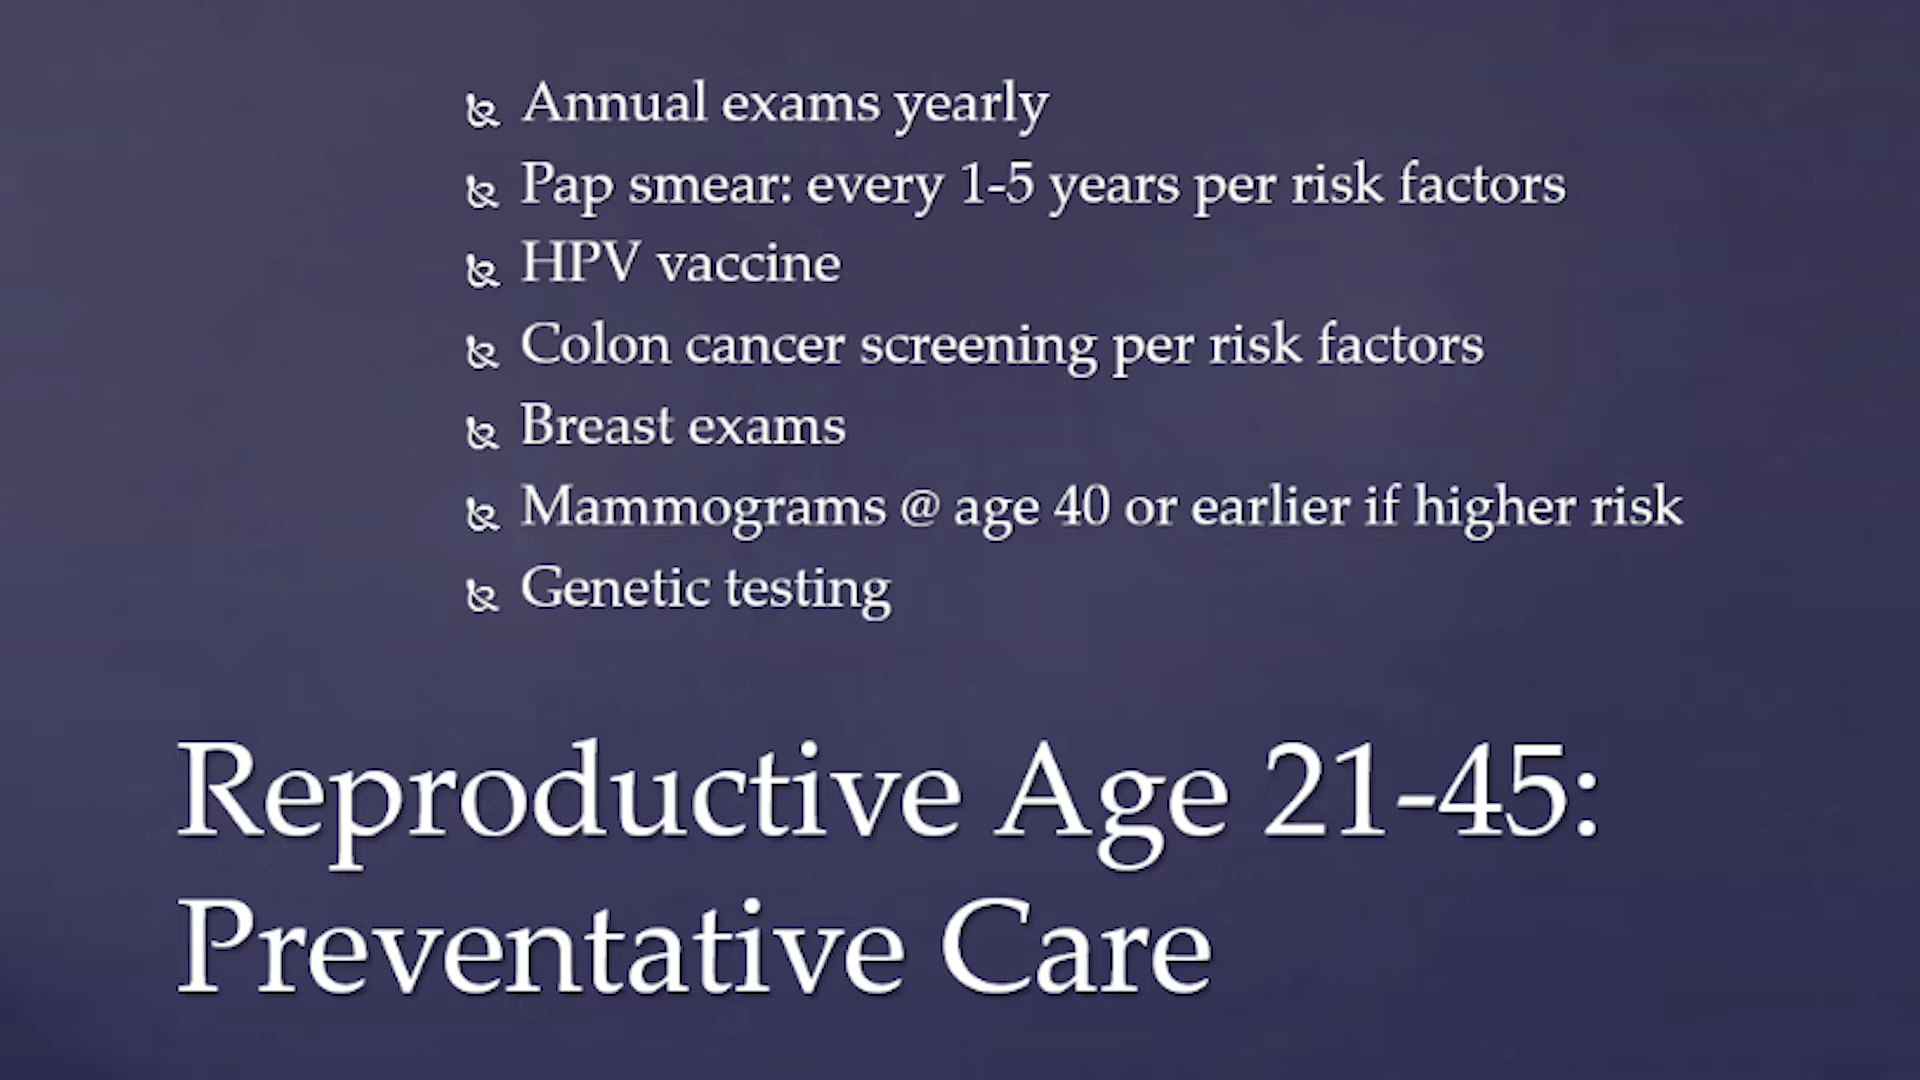 Annual exams yearly
Pap smear: every 1-5 years per risk factors
HPV vaccine
Colon cancer screening per risk factors
Breast exams
Mammograms @ age 40 or earlier if higher risk
Genetic testing
Reproductive Age 21-45:
Preventative Care